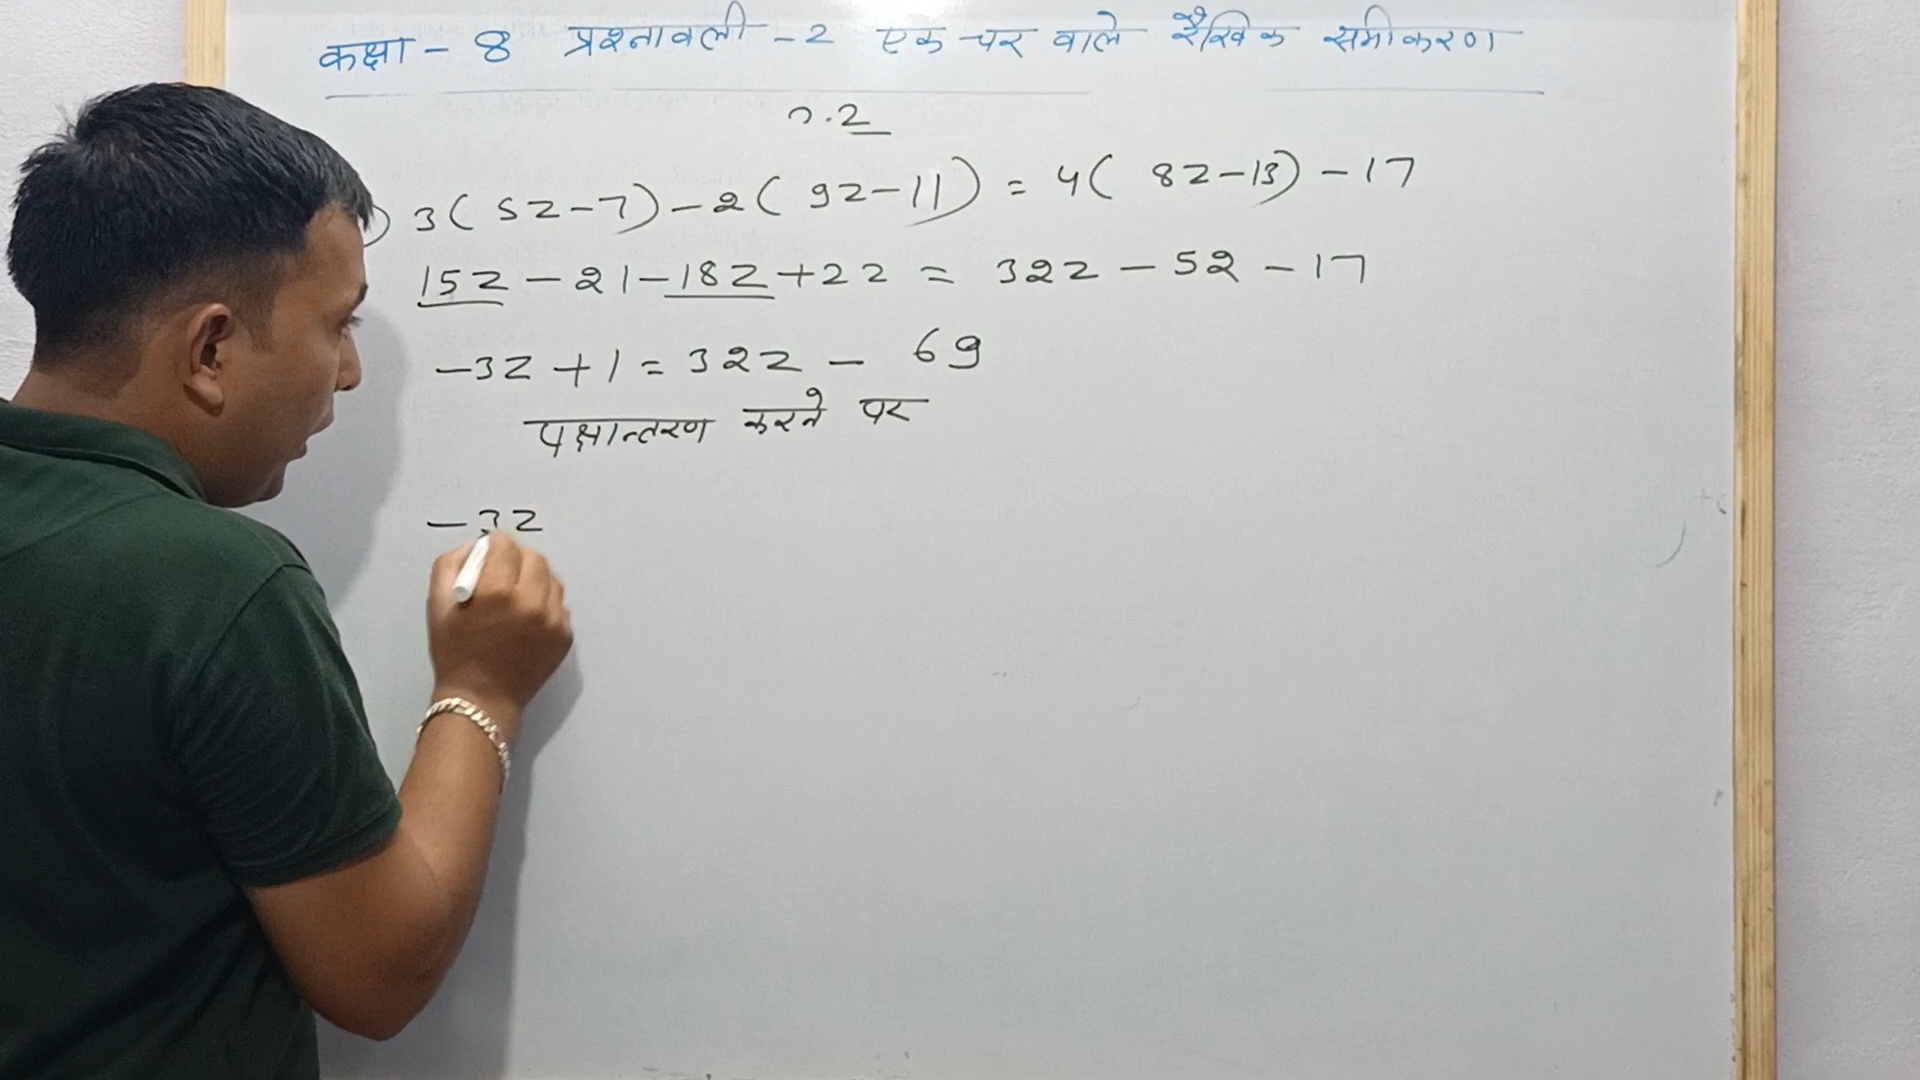 कक्षा - 8 प्रश्नावली - 2 एक चर वाले रैखिक समीकरण
.2
) 3(5z-7)-2(9z-11) = 4(8z-13)-17
15z-21-18z+22 = 32z-52-17
-3z+1=32z-69
पक्षान्तरण करने पर
-3z